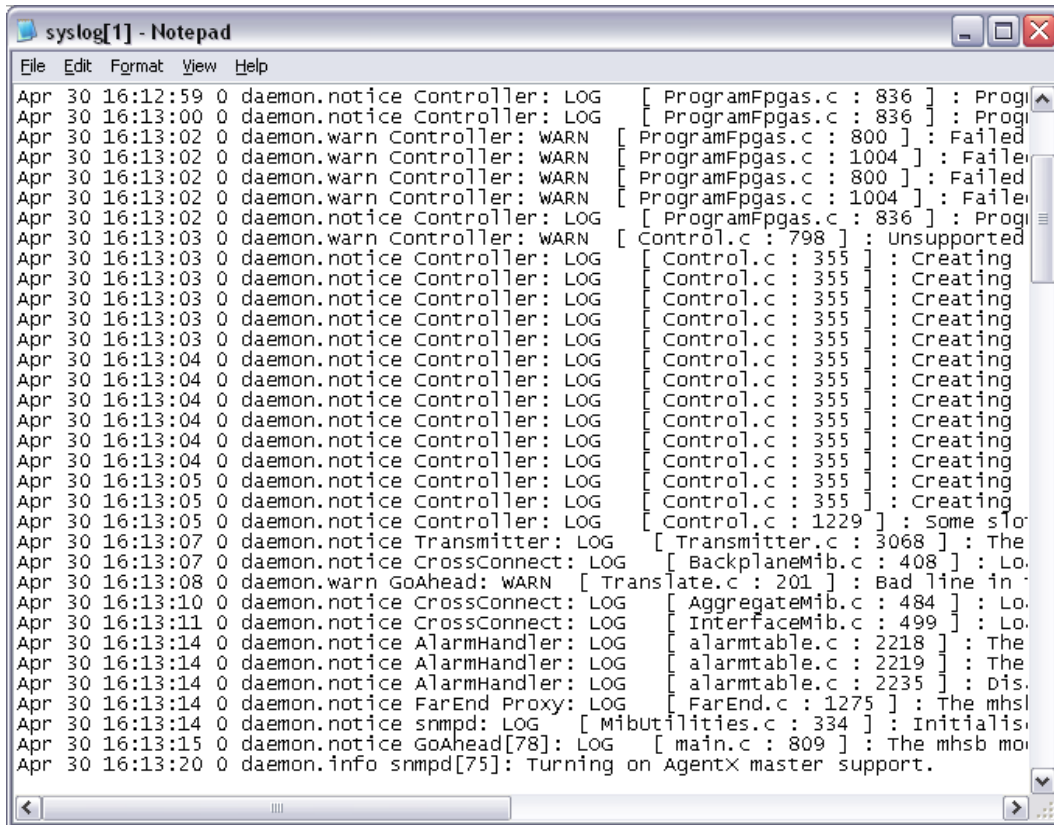 syslog[1] - Notepad
File Edit Format View Help
Apr 30 16:12:59 0 daemon.notice Controller: LOG [ ProgramFpgas.c : 836 ] : Progr
Apr 30 16:13:00 0 daemon.notice Controller: LOG [ ProgramFpgas.c : 836 ] : Progr
Apr 30 16:13:02 0 daemon.warn Controller: WARN [ ProgramFpgas.c : 800 ] : Failed
Apr 30 16:13:02 0 daemon.warn Controller: WARN [ ProgramFpgas.c : 1004 ] : Faile
Apr 30 16:13:02 0 daemon.warn Controller: WARN [ ProgramFpgas.c : 800 ] : Failed
Apr 30 16:13:02 0 daemon.warn Controller: WARN [ ProgramFpgas.c : 1004 ] : Faile
Apr 30 16:13:02 0 daemon.notice Controller: LOG [ ProgramFpgas.c : 836 ] : Progr
Apr 30 16:13:03 0 daemon.warn Controller: WARN [ Control.c : 798 ] : Unsupported
Apr 30 16:13:03 0 daemon.notice Controller: LOG [ Control.c : 355 ] : Creating
Apr 30 16:13:03 0 daemon.notice Controller: LOG [ Control.c : 355 ] : Creating
Apr 30 16:13:03 0 daemon.notice Controller: LOG [ Control.c : 355 ] : Creating
Apr 30 16:13:03 0 daemon.notice Controller: LOG [ Control.c : 355 ] : Creating
Apr 30 16:13:03 0 daemon.notice Controller: LOG [ Control.c : 355 ] : Creating
Apr 30 16:13:04 0 daemon.notice Controller: LOG [ Control.c : 355 ] : Creating
Apr 30 16:13:04 0 daemon.notice Controller: LOG [ Control.c : 355 ] : Creating
Apr 30 16:13:04 0 daemon.notice Controller: LOG [ Control.c : 355 ] : Creating
Apr 30 16:13:04 0 daemon.notice Controller: LOG [ Control.c : 355 ] : Creating
Apr 30 16:13:04 0 daemon.notice Controller: LOG [ Control.c : 355 ] : Creating
Apr 30 16:13:04 0 daemon.notice Controller: LOG [ Control.c : 355 ] : Creating
Apr 30 16:13:05 0 daemon.notice Controller: LOG [ Control.c : 355 ] : Creating
Apr 30 16:13:05 0 daemon.notice Controller: LOG [ Control.c : 355 ] : Creating
Apr 30 16:13:05 0 daemon.notice Controller: LOG [ Control.c : 1229 ] : Some slo
Apr 30 16:13:07 0 daemon.notice Transmitter: LOG [ Transmitter.c : 3068 ] : The
Apr 30 16:13:07 0 daemon.notice CrossConnect: LOG [ BackplaneMib.c : 408 ] : Lo
Apr 30 16:13:08 0 daemon.warn GoAhead: WARN [ Translate.c : 201 ] : Bad line in
Apr 30 16:13:10 0 daemon.notice CrossConnect: LOG [ AggregateMib.c : 484 ] : Lo
Apr 30 16:13:11 0 daemon.notice CrossConnect: LOG [ InterfaceMib.c : 499 ] : Lo
Apr 30 16:13:14 0 daemon.notice AlarmHandler: LOG [ alarmtable.c : 2218 ] : The
Apr 30 16:13:14 0 daemon.notice AlarmHandler: LOG [ alarmtable.c : 2219 ] : The
Apr 30 16:13:14 0 daemon.notice AlarmHandler: LOG [ alarmtable.c : 2235 ] : Dis
Apr 30 16:13:14 0 daemon.notice FarEnd Proxy: LOG [ FarEnd.c : 1275 ] : The mhsb
Apr 30 16:13:14 0 daemon.notice snmpd: LOG [ MibUtilities.c : 334 ] : Initialis
Apr 30 16:13:15 0 daemon.notice GoAhead[78]: LOG [ main.c : 809 ] : The mhsb mo
Apr 30 16:13:20 0 daemon.info snmpd[75]: Turning on AgentX master support.